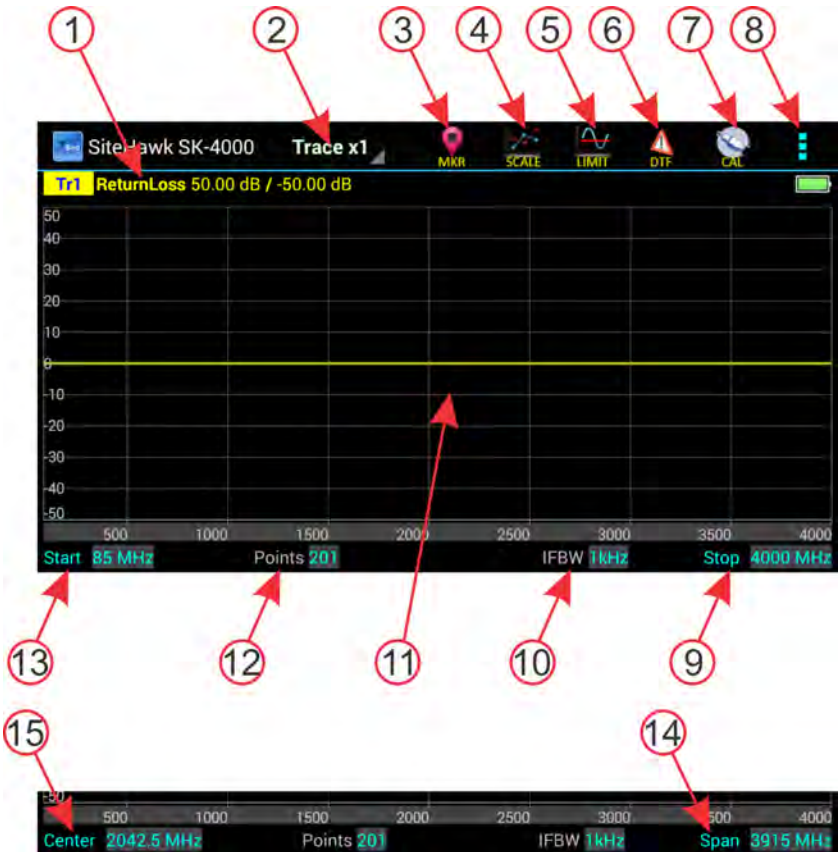 1 2 3 4 5 6 7 8
SiteHawk SK-4000 Trace x1 MKR SCALE LIMIT DTF CAL
Tr1 ReturnLoss 50.00 dB / -50.00 dB
50
40
30
20
10
0
-10
-20
-30
-40
-50
500 1000 1500 2000 2500 3000 3500 4000
Start 85 MHz Points 201 IFBW 1kHz Stop 4000 MHz
13 12 11 10 9
15 14
-50
500 1000 1500 2000 2500 3000 500 4000
Center 2042.5 MHz Points 201 IFBW 1kHz Span 3915 MHz